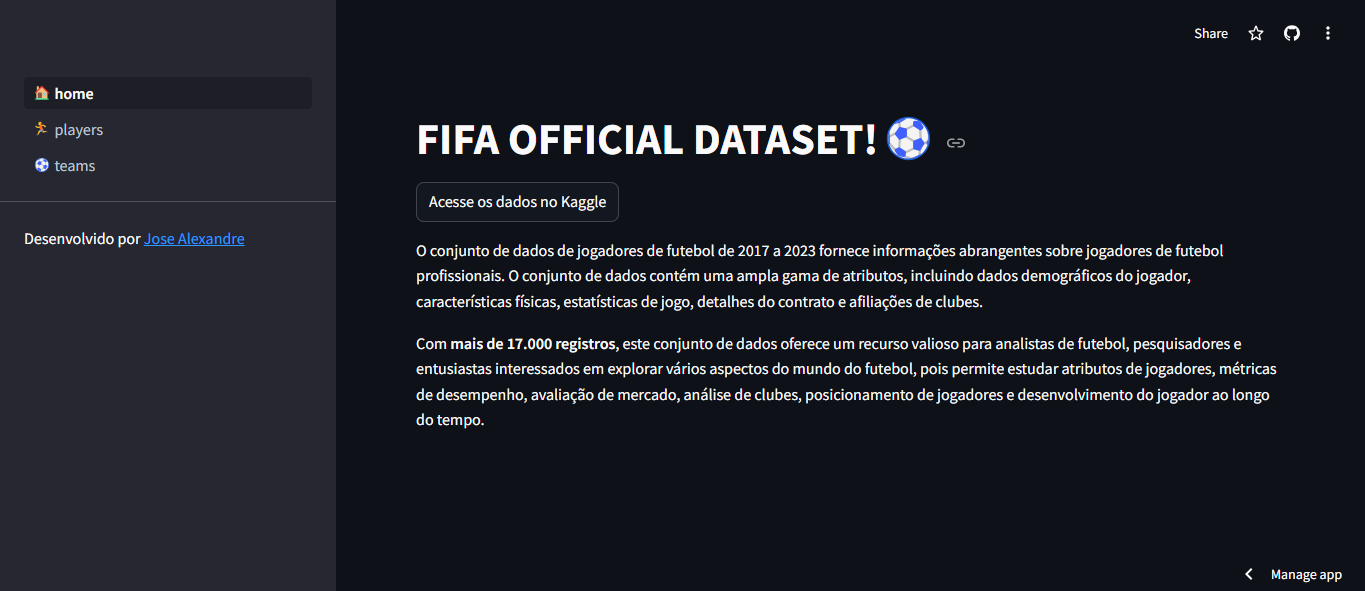 Share
home
players
teams
Desenvolvido por Jose Alexandre
FIFA OFFICIAL DATASET!
Acesse os dados no Kaggle
O conjunto de dados de jogadores de futebol de 2017 a 2023 fornece informações abrangentes sobre jogadores de futebol
profissionais. O conjunto de dados contém uma ampla gama de atributos, incluindo dados demográficos do jogador,
características físicas, estatísticas de jogo, detalhes do contrato e afiliações de clubes.
Com mais de 17.000 registros, este conjunto de dados oferece um recurso valioso para analistas de futebol, pesquisadores e
entusiastas interessados em explorar vários aspectos do mundo do futebol, pois permite estudar atributos de jogadores, métricas
de desempenho, avaliação de mercado, análise de clubes, posicionamento de jogadores e desenvolvimento do jogador ao longo
do tempo.
Manage app